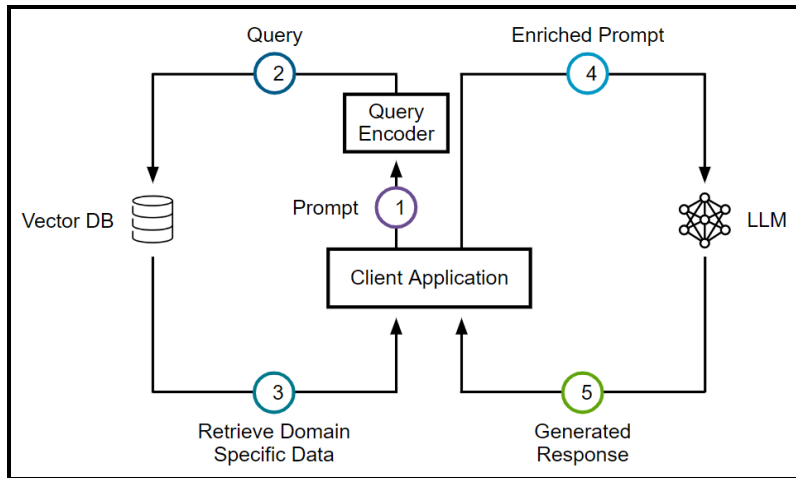 Query
Enriched Prompt
2
4
Query
Encoder
Prompt
1
Vector DB
LLM
Client Application
3
5
Retrieve Domain
Specific Data
Generated
Response